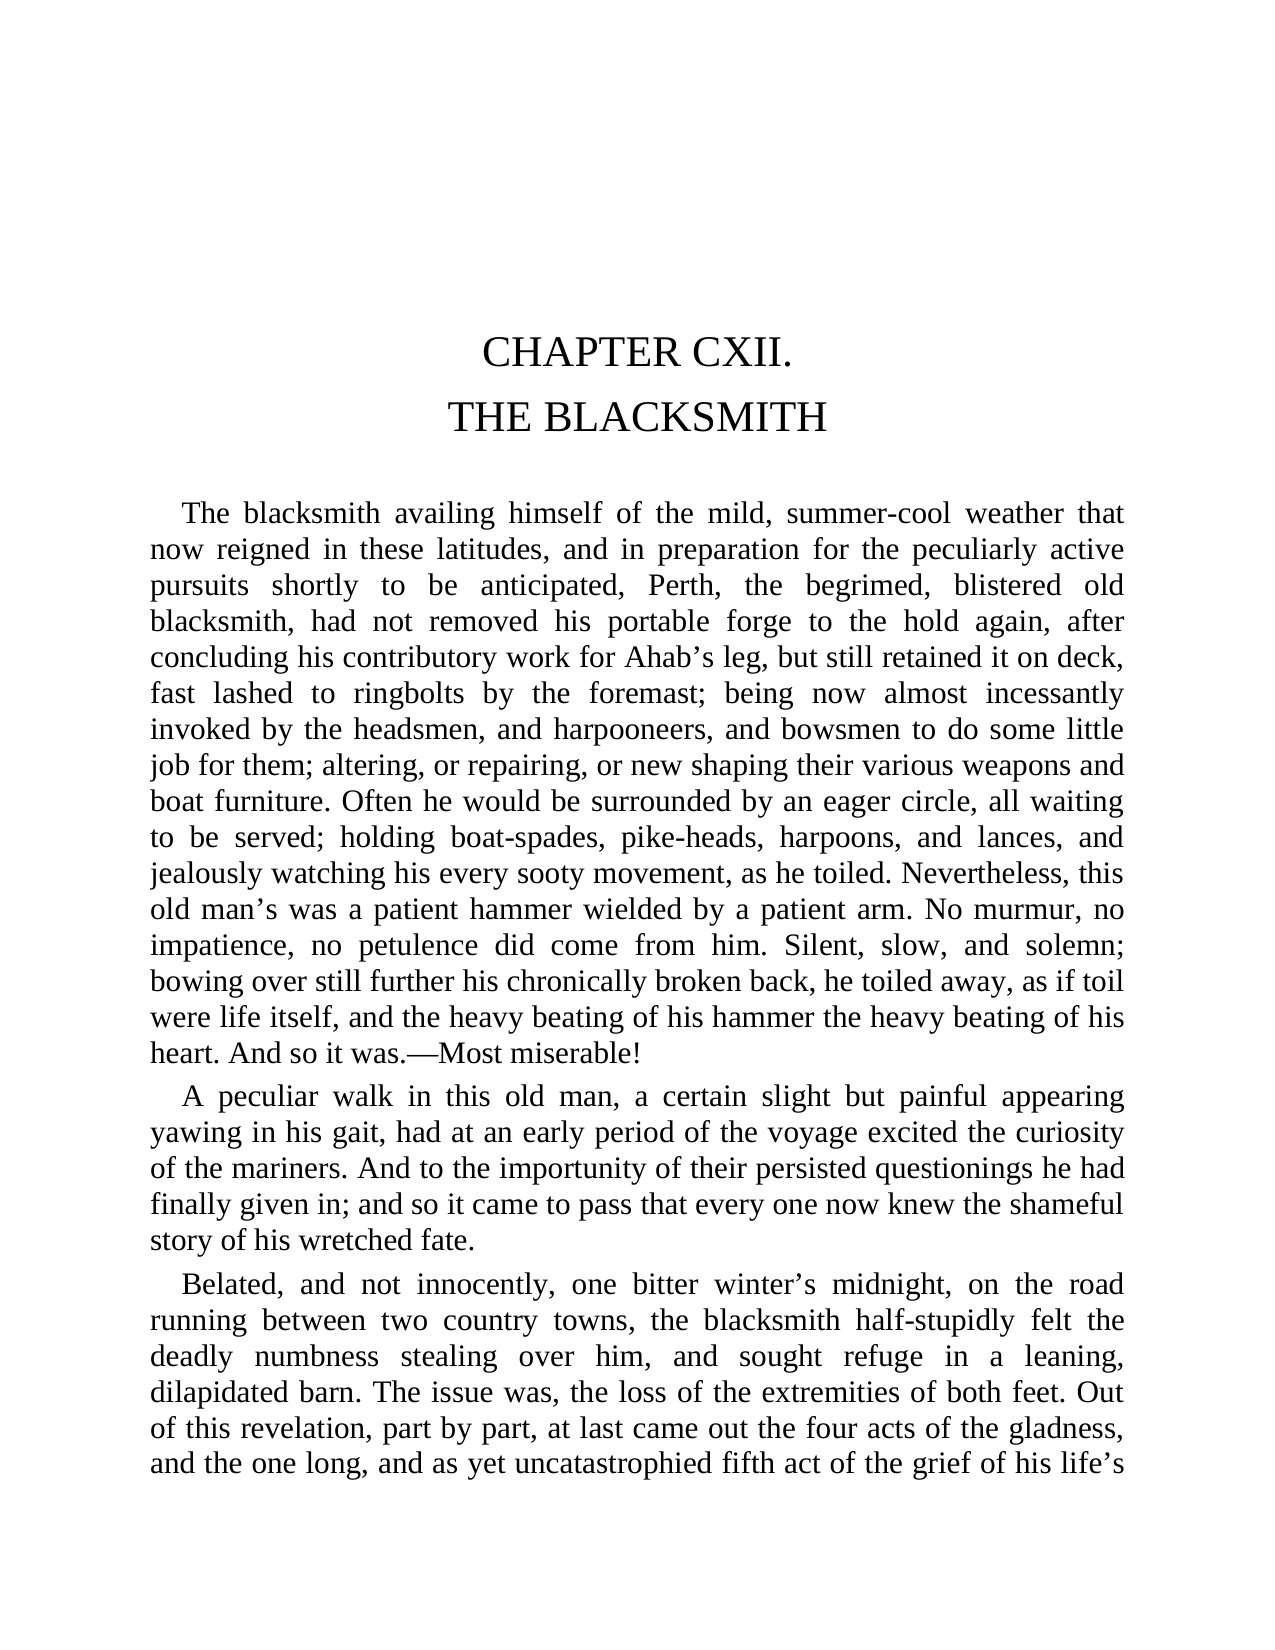 CHAPTER CXII.
THE BLACKSMITH
The blacksmith availing himself of the mild, summer-cool weather that
now reigned in these latitudes, and in preparation for the peculiarly active
pursuits shortly to be anticipated, Perth, the begrimed, blistered old
blacksmith, had not removed his portable forge to the hold again, after
concluding his contributory work for Ahab’s leg, but still retained it on deck,
fast lashed to ringbolts by the foremast; being now almost incessantly
invoked by the headsmen, and harpooneers, and bowsmen to do some little
job for them; altering, or repairing, or new shaping their various weapons and
boat furniture. Often he would be surrounded by an eager circle, all waiting
to be served; holding boat-spades, pike-heads, harpoons, and lances, and
jealously watching his every sooty movement, as he toiled. Nevertheless, this
old man’s was a patient hammer wielded by a patient arm. No murmur, no
impatience, no petulence did come from him. Silent, slow, and solemn;
bowing over still further his chronically broken back, he toiled away, as if toil
were life itself, and the heavy beating of his hammer the heavy beating of his
heart. And so it was.—Most miserable!
A peculiar walk in this old man, a certain slight but painful appearing
yawing in his gait, had at an early period of the voyage excited the curiosity
of the mariners. And to the importunity of their persisted questionings he had
finally given in; and so it came to pass that every one now knew the shameful
story of his wretched fate.
Belated, and not innocently, one bitter winter’s midnight, on the road
running between two country towns, the blacksmith half-stupidly felt the
deadly numbness stealing over him, and sought refuge in a leaning,
dilapidated barn. The issue was, the loss of the extremities of both feet. Out
of this revelation, part by part, at last came out the four acts of the gladness,
and the one long, and as yet uncatastrophied fifth act of the grief of his life’s